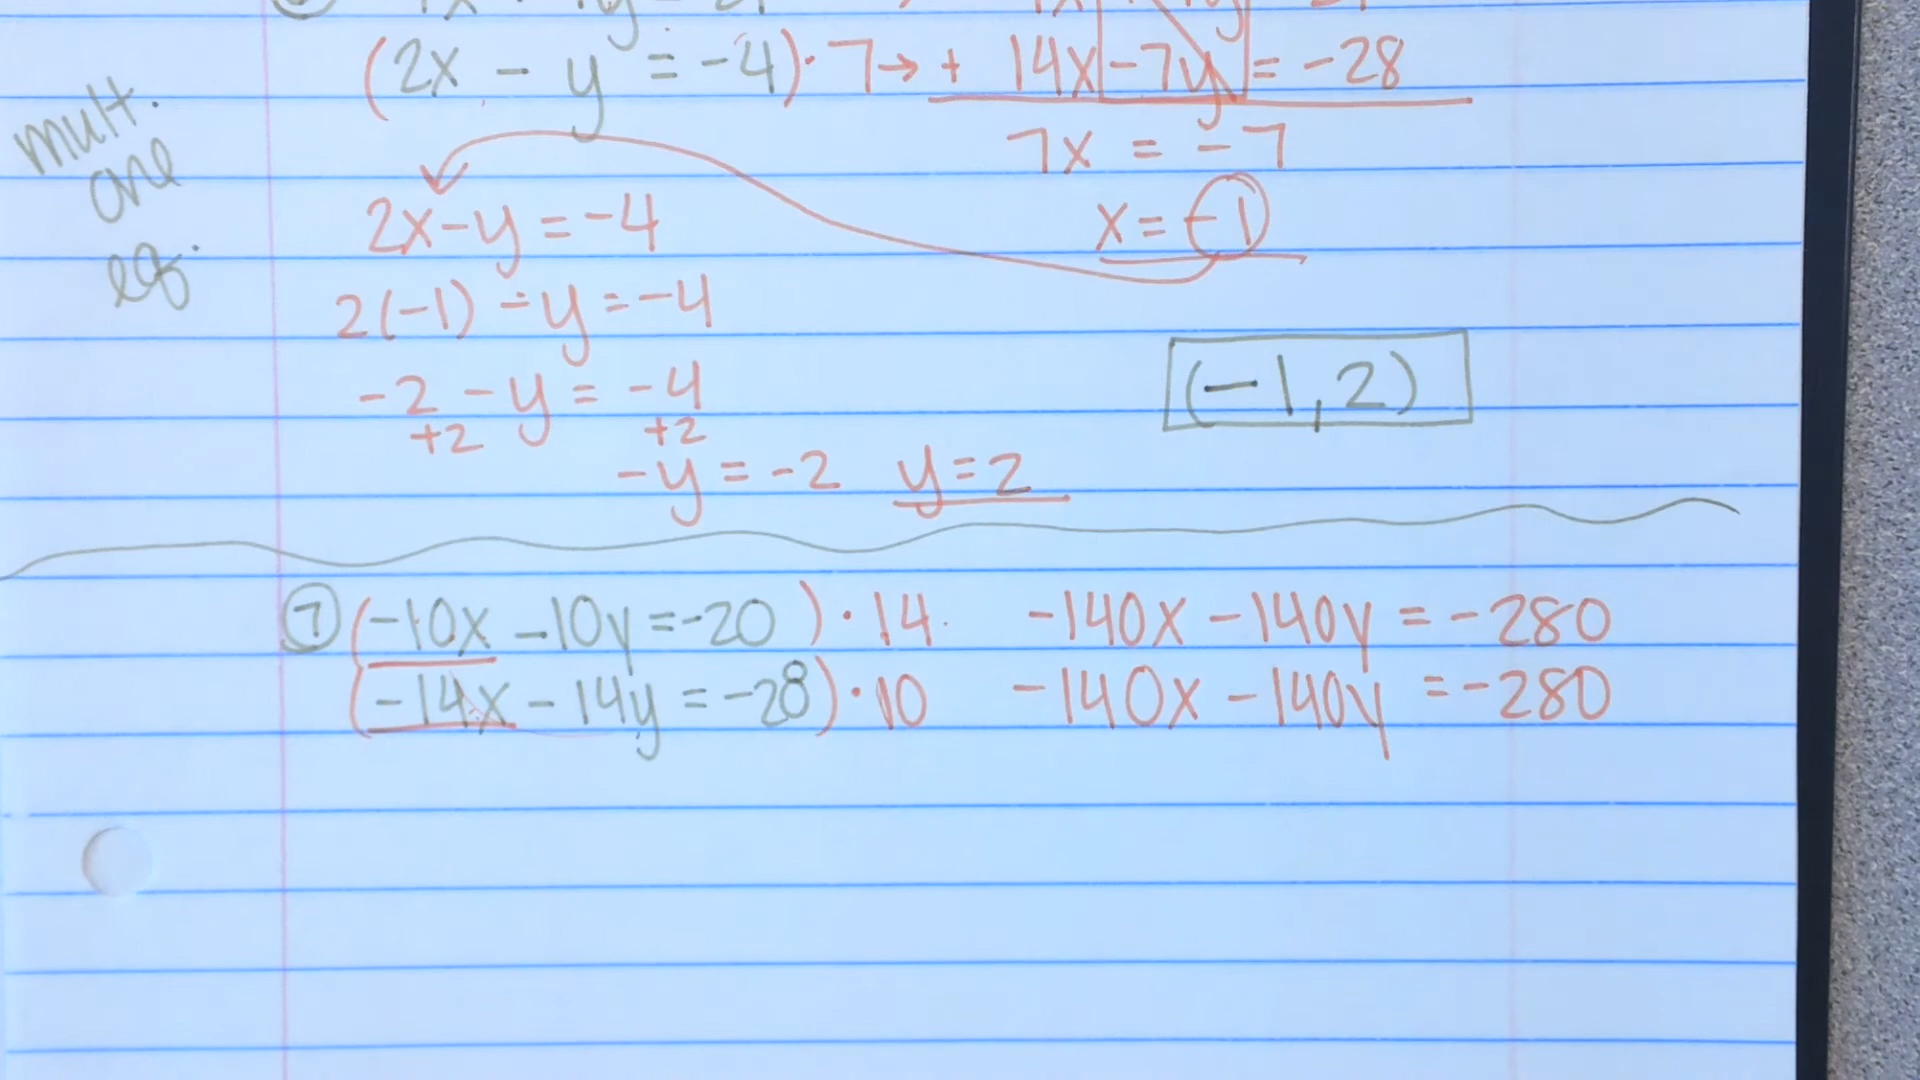 (2x - y = -4)·7 → + 14x -7y = -28
mult. one eq.
7x = -7
2x-y = -4
x = -1
2(-1) - y = -4
(-1, 2)
-2 - y = -4
+2 +2
-y = -2 y = 2
⑦ (-10x -10y = -20)·14 -140x - 140y = -280
(-14x - 14y = -28)·10 -140x - 140y = -280